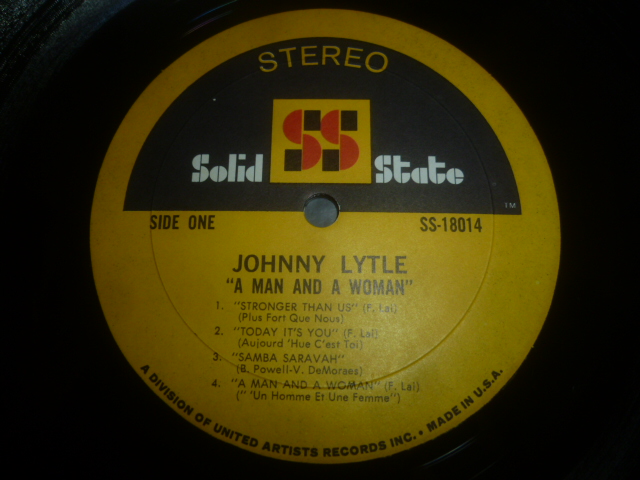 STEREO
SS
Solid State
TM
SIDE ONE SS-18014
JOHNNY LYTLE
"A MAN AND A WOMAN"
1. "STRONGER THAN US" (F. Lai)
(Plus Fort Que Nous)
2. "TODAY IT'S YOU" (F. Lai)
(Aujourd 'Hue C'est Toi)
3. "SAMBA SARAVAH"
(B. Powell-V. DeMoraes)
4. "A MAN AND A WOMAN" (F. Lai)
(" 'Un Homme Et Une Femme")
A DIVISION OF UNITED ARTISTS RECORDS INC. • MADE IN U.S.A.